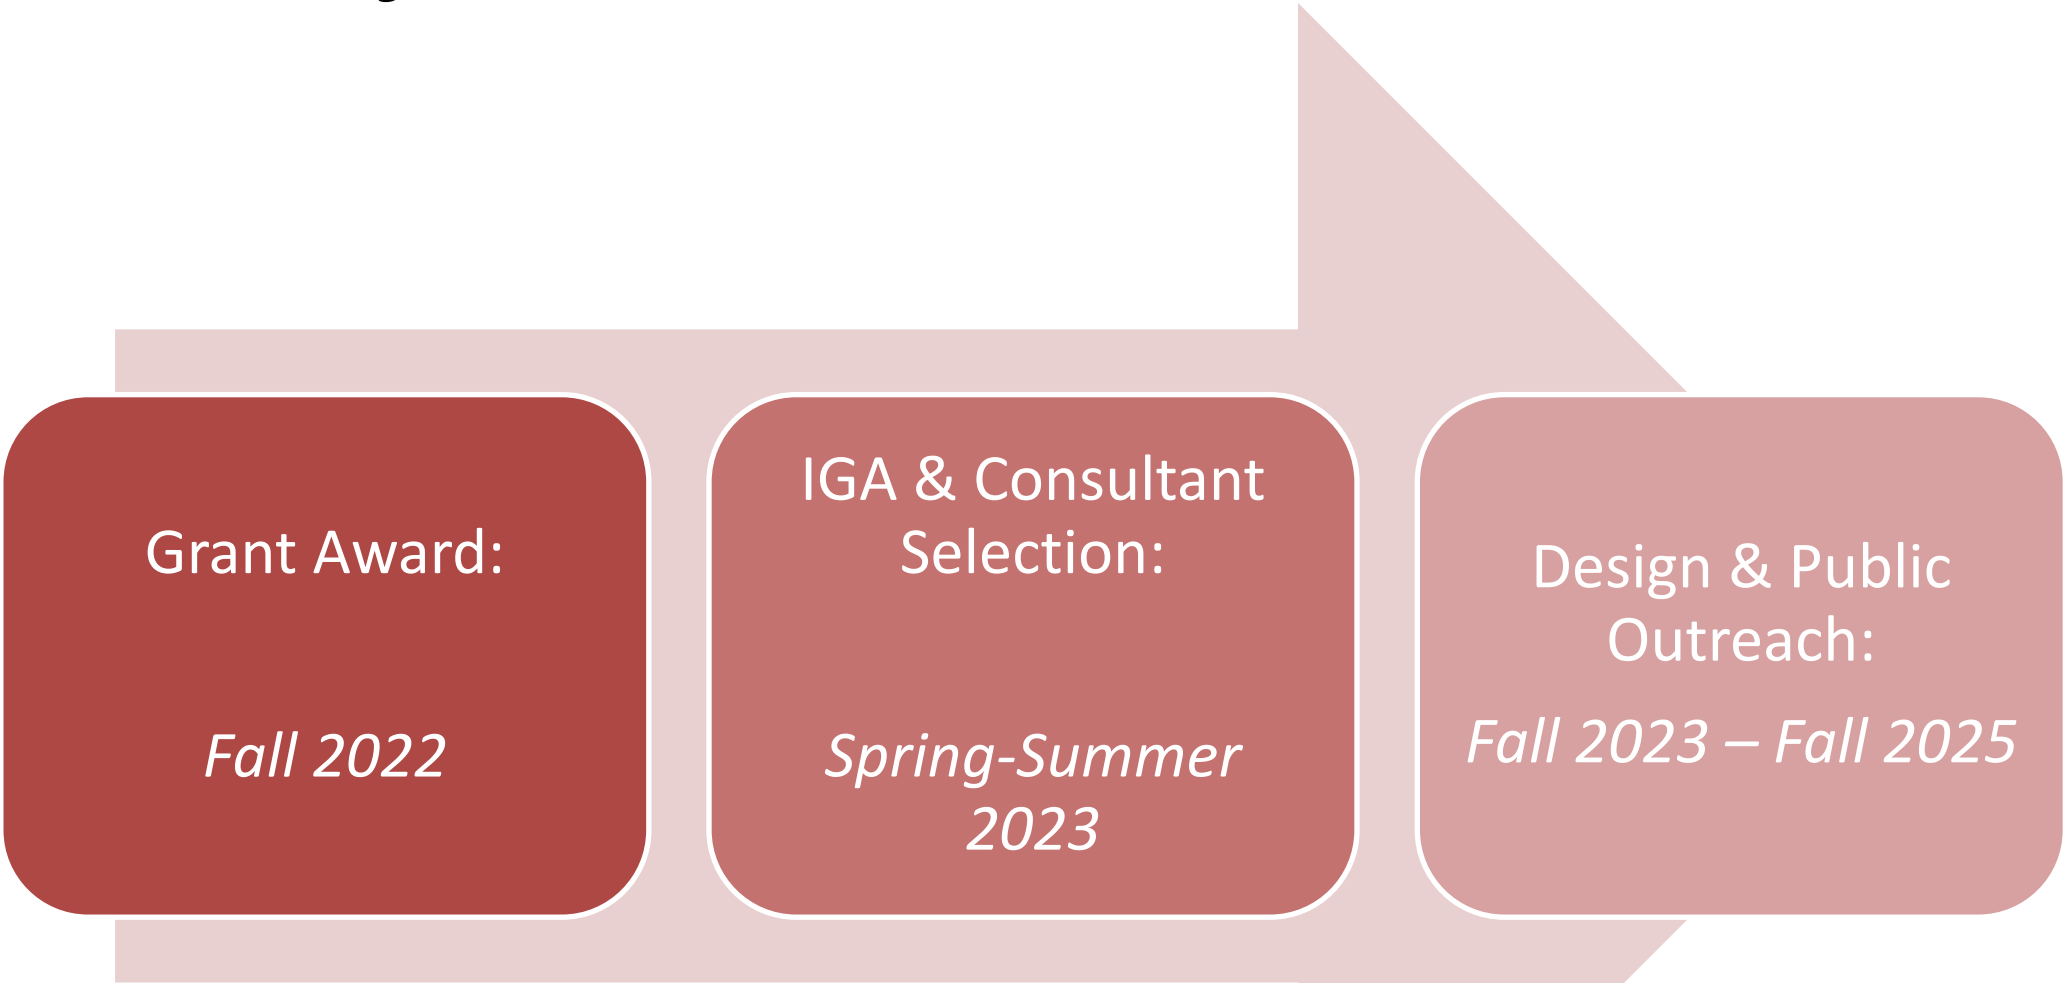 Grant Award:
Fall 2022
IGA & Consultant
Selection:
Spring-Summer
2023
Design & Public
Outreach:
Fall 2023 – Fall 2025